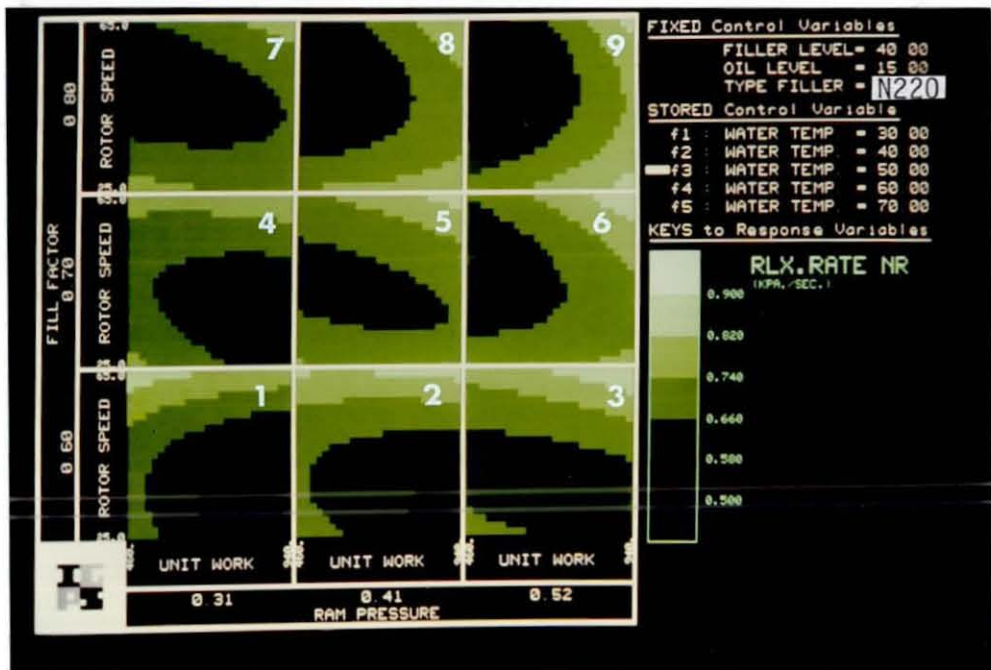 FIXED Control Variables
FILLER LEVEL= 40 00
OIL LEVEL = 15 00
TYPE FILLER = N220
STORED Control Variable
f1 : WATER TEMP = 30 00
f2 : WATER TEMP = 40 00
f3 : WATER TEMP = 50 00
f4 : WATER TEMP = 60 00
f5 : WATER TEMP = 70 00
KEYS to Response Variables
RLX.RATE NR
(KPA./SEC.)
0.900
0.820
0.740
0.660
0.580
0.500
FILL FACTOR
0 80
ROTOR SPEED
65.0
7
8
9
0 70
ROTOR SPEED
4
5
6
0 60
ROTOR SPEED
1
2
3
UNIT WORK
UNIT WORK
UNIT WORK
0.31
0.41
0.52
RAM PRESSURE